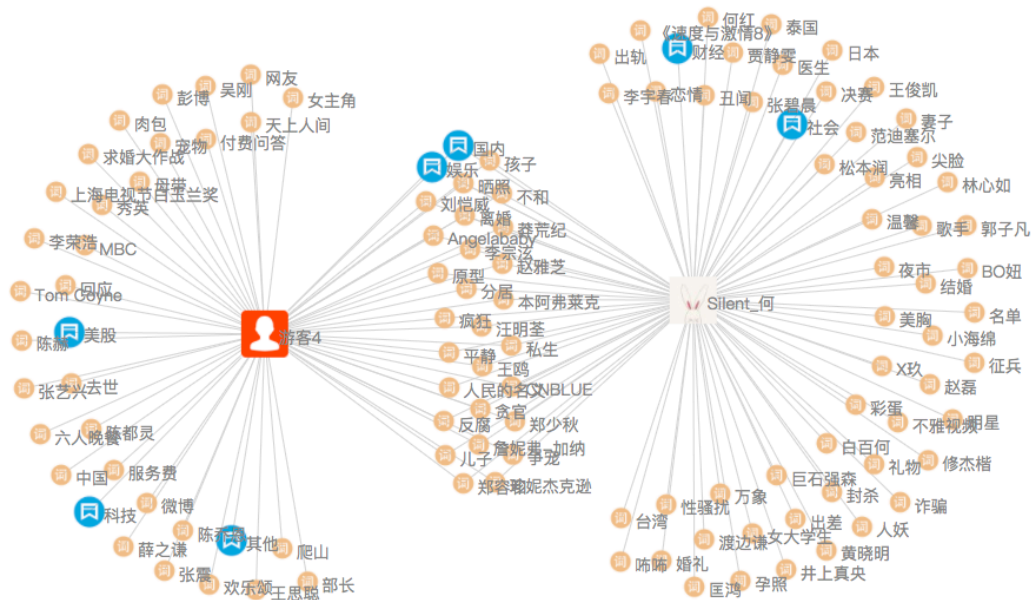 网友
吴刚
彭博
女主角
肉包
天上人间
付费问答
宠物
求婚大作战
母带
上海电视节白玉兰奖
秀英
李荣浩
MBC
回应
Tom Coyne
美股
陈赫
去世
张艺兴
陈都灵
六人晚餐
服务费
中国
微博
科技
薛之谦
其他
爬山
张震
欢乐颂
王思聪
部长
游客4
国内
孩子
娱乐
晒照
不和
刘恺威
离婚
莽荒纪
Angelababy
李宗泫
赵雅芝
原型
分居
本阿弗莱克
疯狂
汪明荃
私生
平静
王鸥
人民的名义
CNBLUE
贪官
反腐
郑少秋
詹妮弗_加纳
争宠
儿子
郑容和
珍妮杰克逊
何红
《速度与激情8》
泰国
出轨
财经
贾静雯
日本
医生
李宇春
恋情
丑闻
张碧晨
决赛
王俊凯
社会
妻子
范迪塞尔
松本润
尖脸
亮相
林心如
温馨
歌手
郭子凡
夜市
BO妞
结婚
Silent_何
美胸
名单
小海绵
X玖
征兵
赵磊
彩蛋
不雅视频
明星
白百何
礼物
修杰楷
巨石强森
封杀
诈骗
万象
性骚扰
台湾
出差
人妖
女大学生
渡边谦
黄晓明
咘咘
婚礼
井上真央
孕照
匡鸿